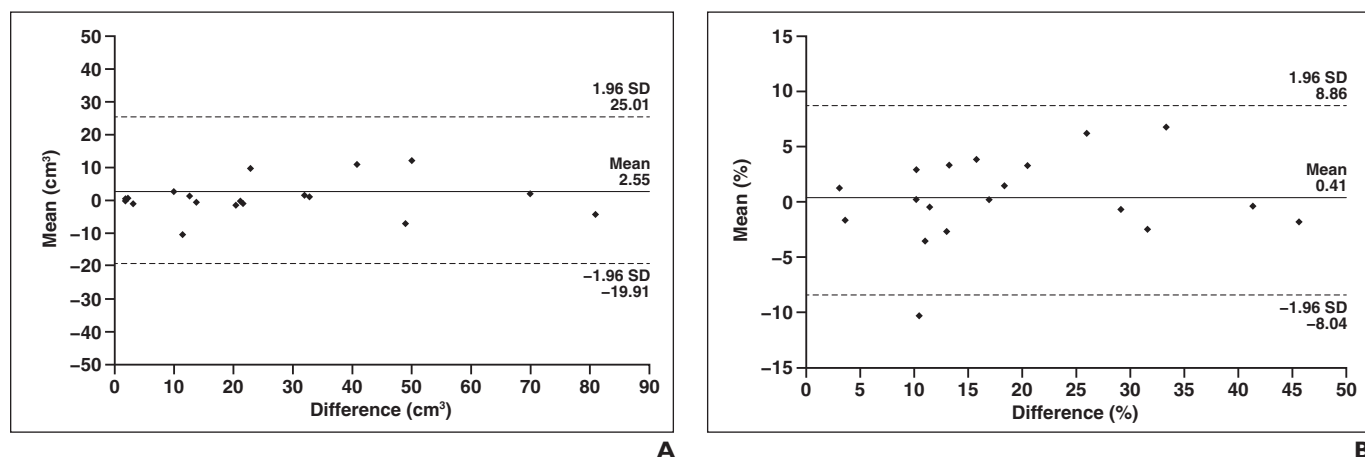 50
40
30
20
10
0
−10
−20
−30
−40
−50
Mean (cm³)
1.96 SD
25.01
Mean
2.55
−1.96 SD
−19.91
0 10 20 30 40 50 60 70 80 90
Difference (cm³)
A
15
10
5
0
−5
−10
−15
Mean (%)
1.96 SD
8.86
Mean
0.41
−1.96 SD
−8.04
0 5 10 15 20 25 30 35 40 45 50
Difference (%)
B